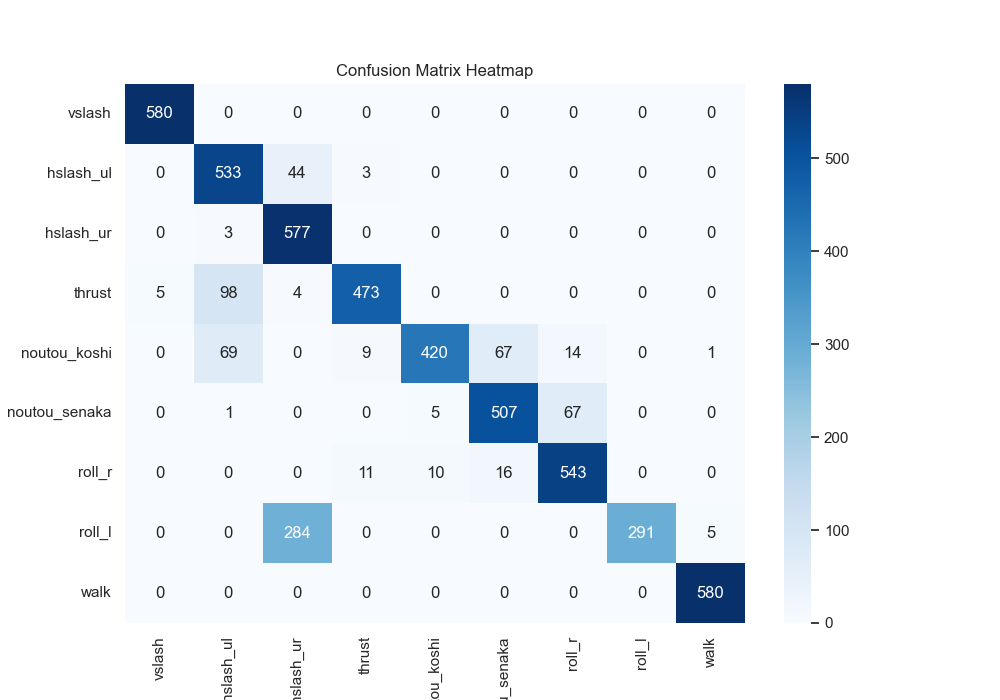 Confusion Matrix Heatmap
vslash 580 0 0 0 0 0 0 0 0
hslash_ul 0 533 44 3 0 0 0 0 0
hslash_ur 0 3 577 0 0 0 0 0 0
thrust 5 98 4 473 0 0 0 0 0
noutou_koshi 0 69 0 9 420 67 14 0 1
noutou_senaka 0 1 0 0 5 507 67 0 0
roll_r 0 0 0 11 10 16 543 0 0
roll_l 0 0 284 0 0 0 0 291 5
walk 0 0 0 0 0 0 0 0 580
vslash
hslash_ul
hslash_ur
thrust
ou_koshi
u_senaka
roll_r
roll_l
walk
500
400
300
200
100
0